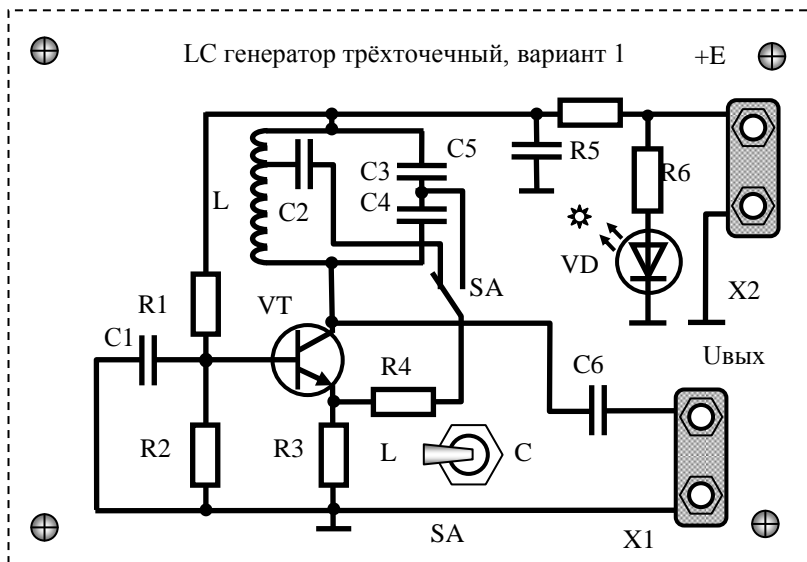 LC генератор трёхточечный, вариант 1
+E
C5
R5
C3
R6
L
C2
C4
VD
SA
X2
R1
VT
C1
Uвых
R4
C6
R2
R3
L
C
SA
X1